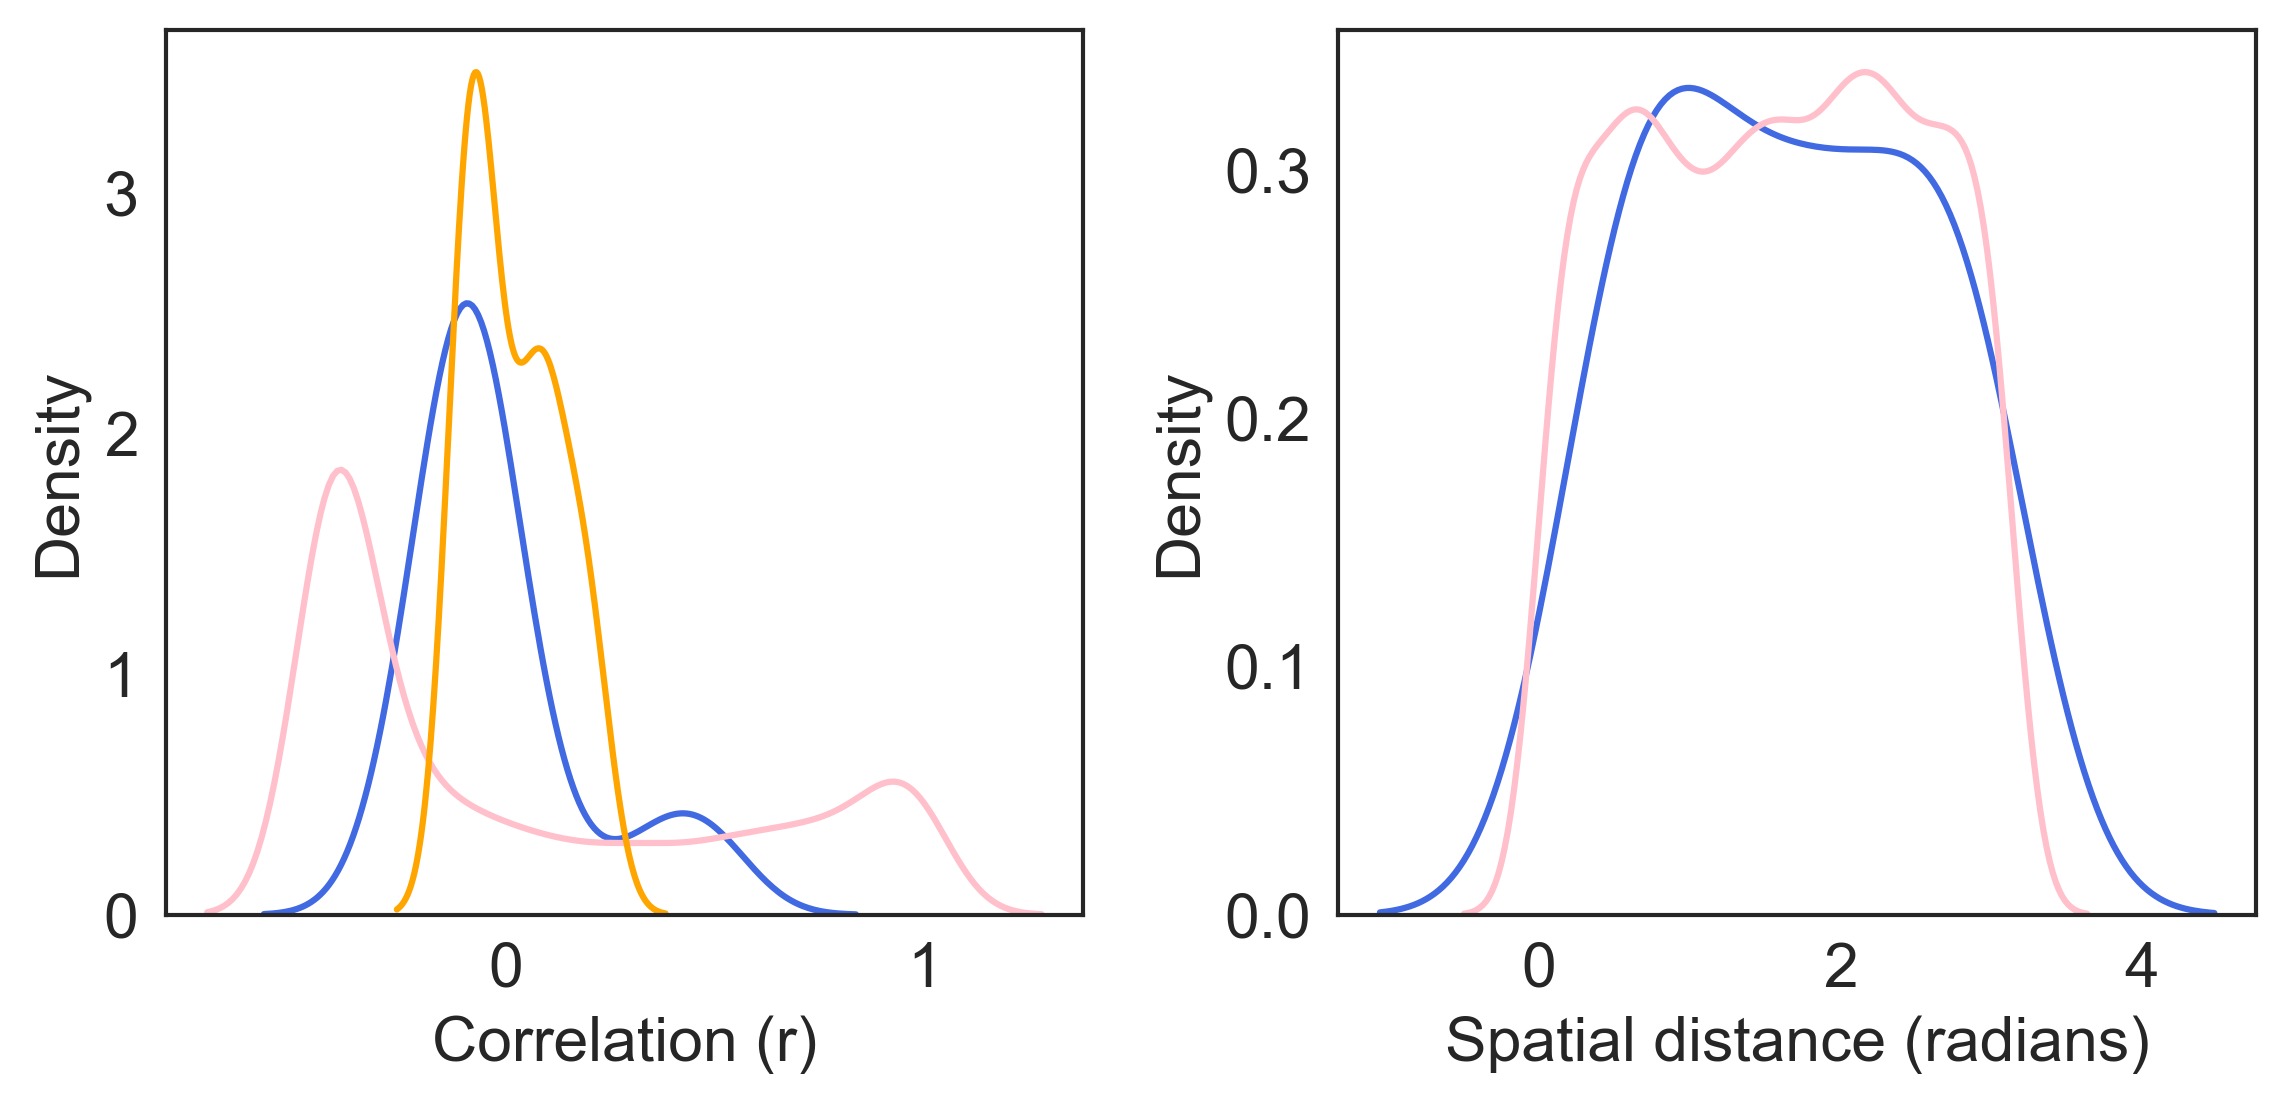 Density
3
2
1
0
0 1
Correlation (r)
Density
0.3
0.2
0.1
0.0
0 2 4
Spatial distance (radians)